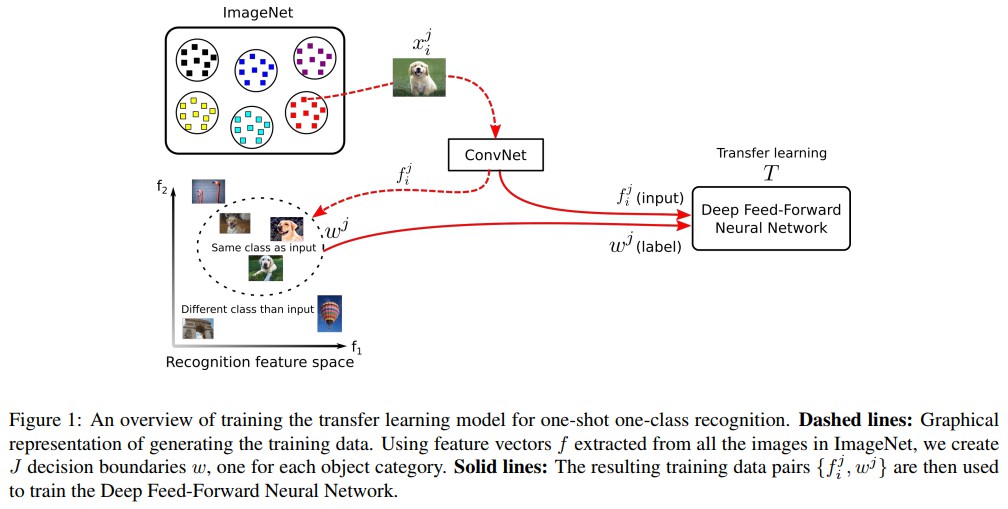 ImageNet
x_i^j
ConvNet
f_i^j
Transfer learning
T
f_i^j (input)
w^j (label)
Deep Feed-Forward
Neural Network
f₂
w^j
Same class as input
Different class than input
f₁
Recognition feature space
Figure 1: An overview of training the transfer learning model for one-shot one-class recognition. Dashed lines: Graphical
representation of generating the training data. Using feature vectors f extracted from all the images in ImageNet, we create
J decision boundaries w, one for each object category. Solid lines: The resulting training data pairs {f_i^j, w^j} are then used
to train the Deep Feed-Forward Neural Network.